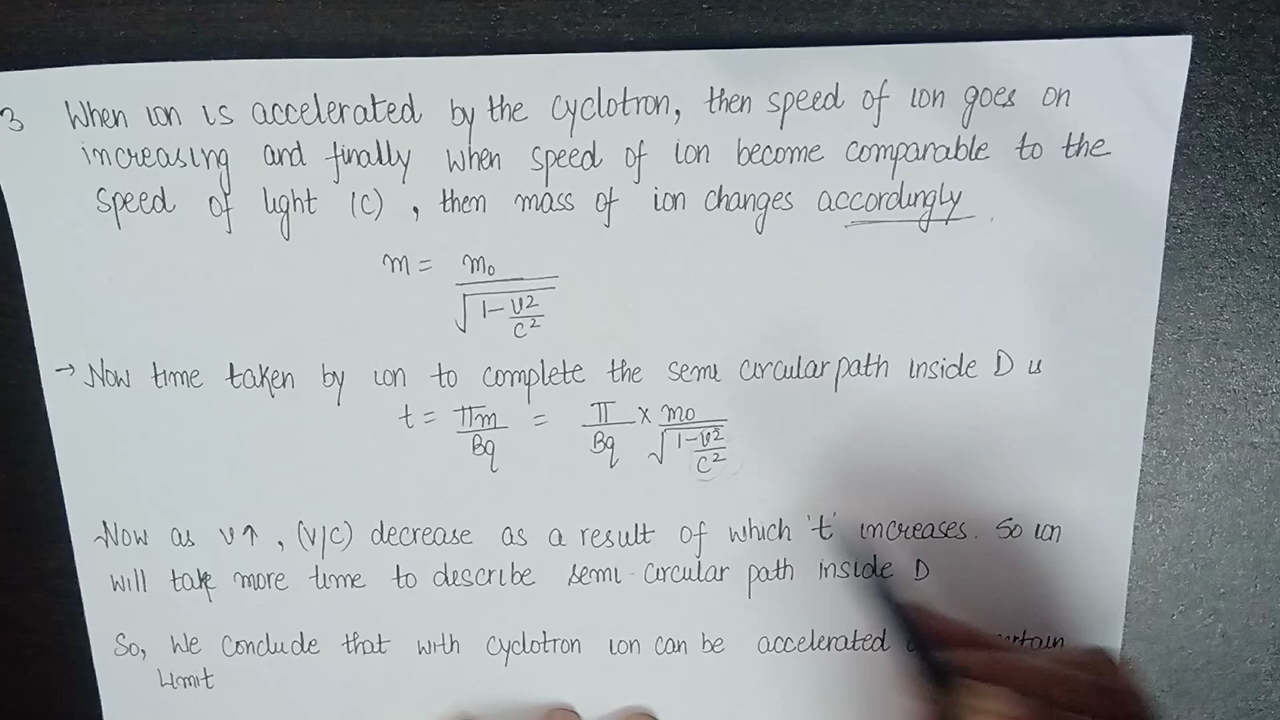 3 When ion is accelerated by the cyclotron, then speed of ion goes on
increasing and finally when speed of ion become comparable to the
speed of light (c), then mass of ion changes accordingly.
m = m₀ / √(1 - v²/c²)
→ Now time taken by ion to complete the semi circular path inside D is
t = πm/Bq = π/Bq × m₀/√(1 - v²/c²)
Now as v↑, (v/c) decrease as a result of which 't' increases. So ion
will take more time to describe semi-circular path inside D
So, We conclude that with cyclotron ion can be accelerated
Limit